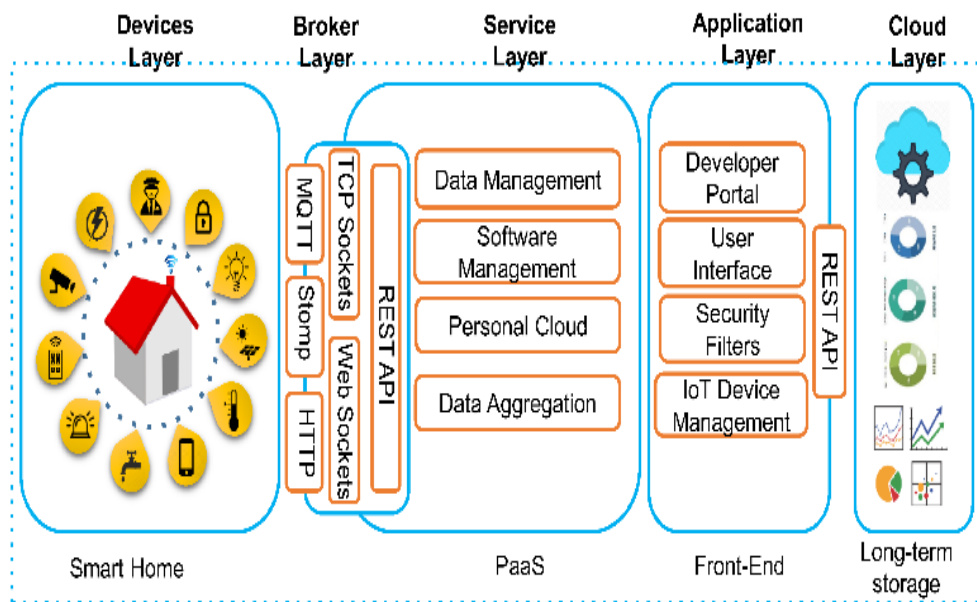 Devices
Layer
Broker
Layer
Service
Layer
Application
Layer
Cloud
Layer
MQTT
Stomp
HTTP
TCP Sockets
Web Sockets
REST API
Data Management
Software
Management
Personal Cloud
Data Aggregation
Developer
Portal
User
Interface
Security
Filters
IoT Device
Management
REST API
Smart Home
PaaS
Front-End
Long-term
storage